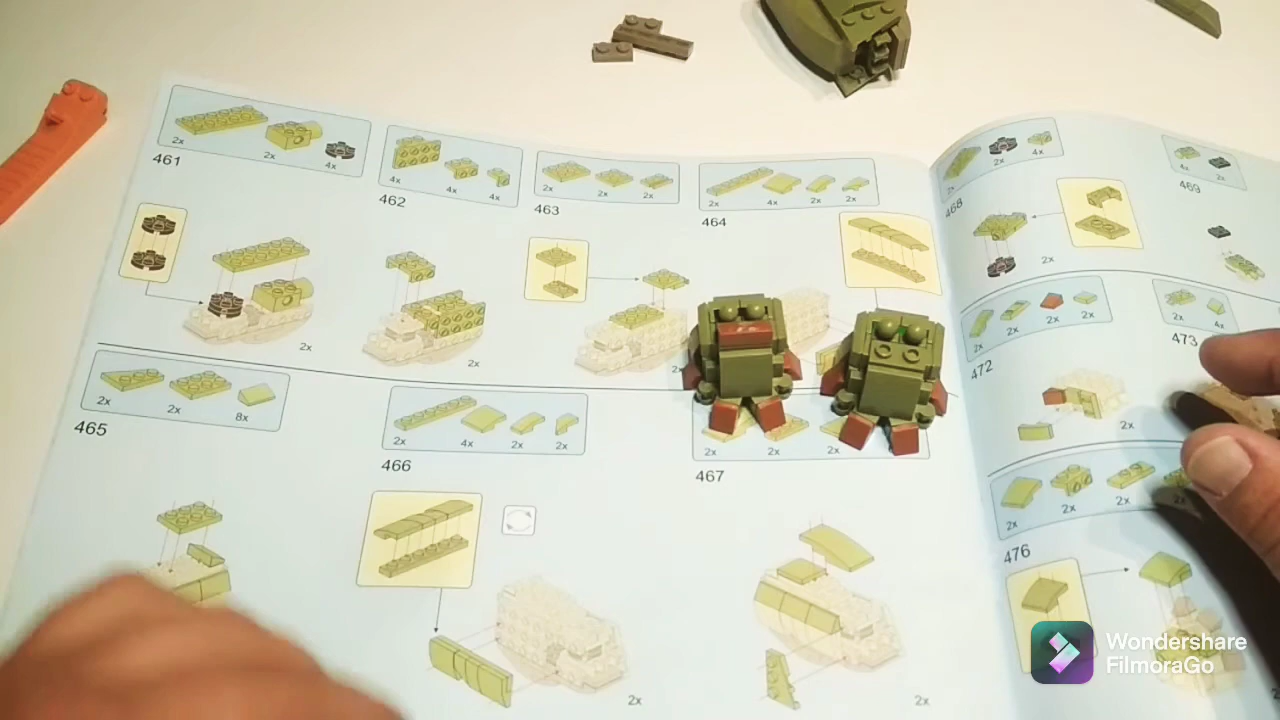 2x 2x 4x
461
4x 4x 4x
462
2x 2x 2x
463
2x 4x 2x 2x
464
2x
2x
2x
2x 2x 8x
465
2x 4x 2x 2x
466
2x 2x 2x
467
2x
2x
2x 4x
468
2x
4x 2x
469
2x 2x 2x 2x
472
2x
2x 4x
473
2x 2x 2x
476
Wondershare
FilmoraGo